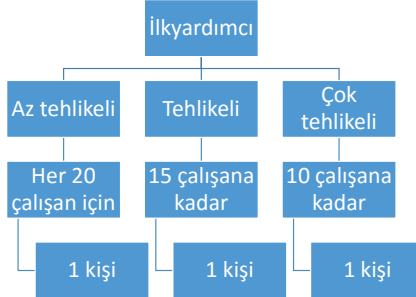 İlkyardımcı
Az tehlikeli
Tehlikeli
Çok
tehlikeli
Her 20
çalışan için
15 çalışana
kadar
10 çalışana
kadar
1 kişi
1 kişi
1 kişi